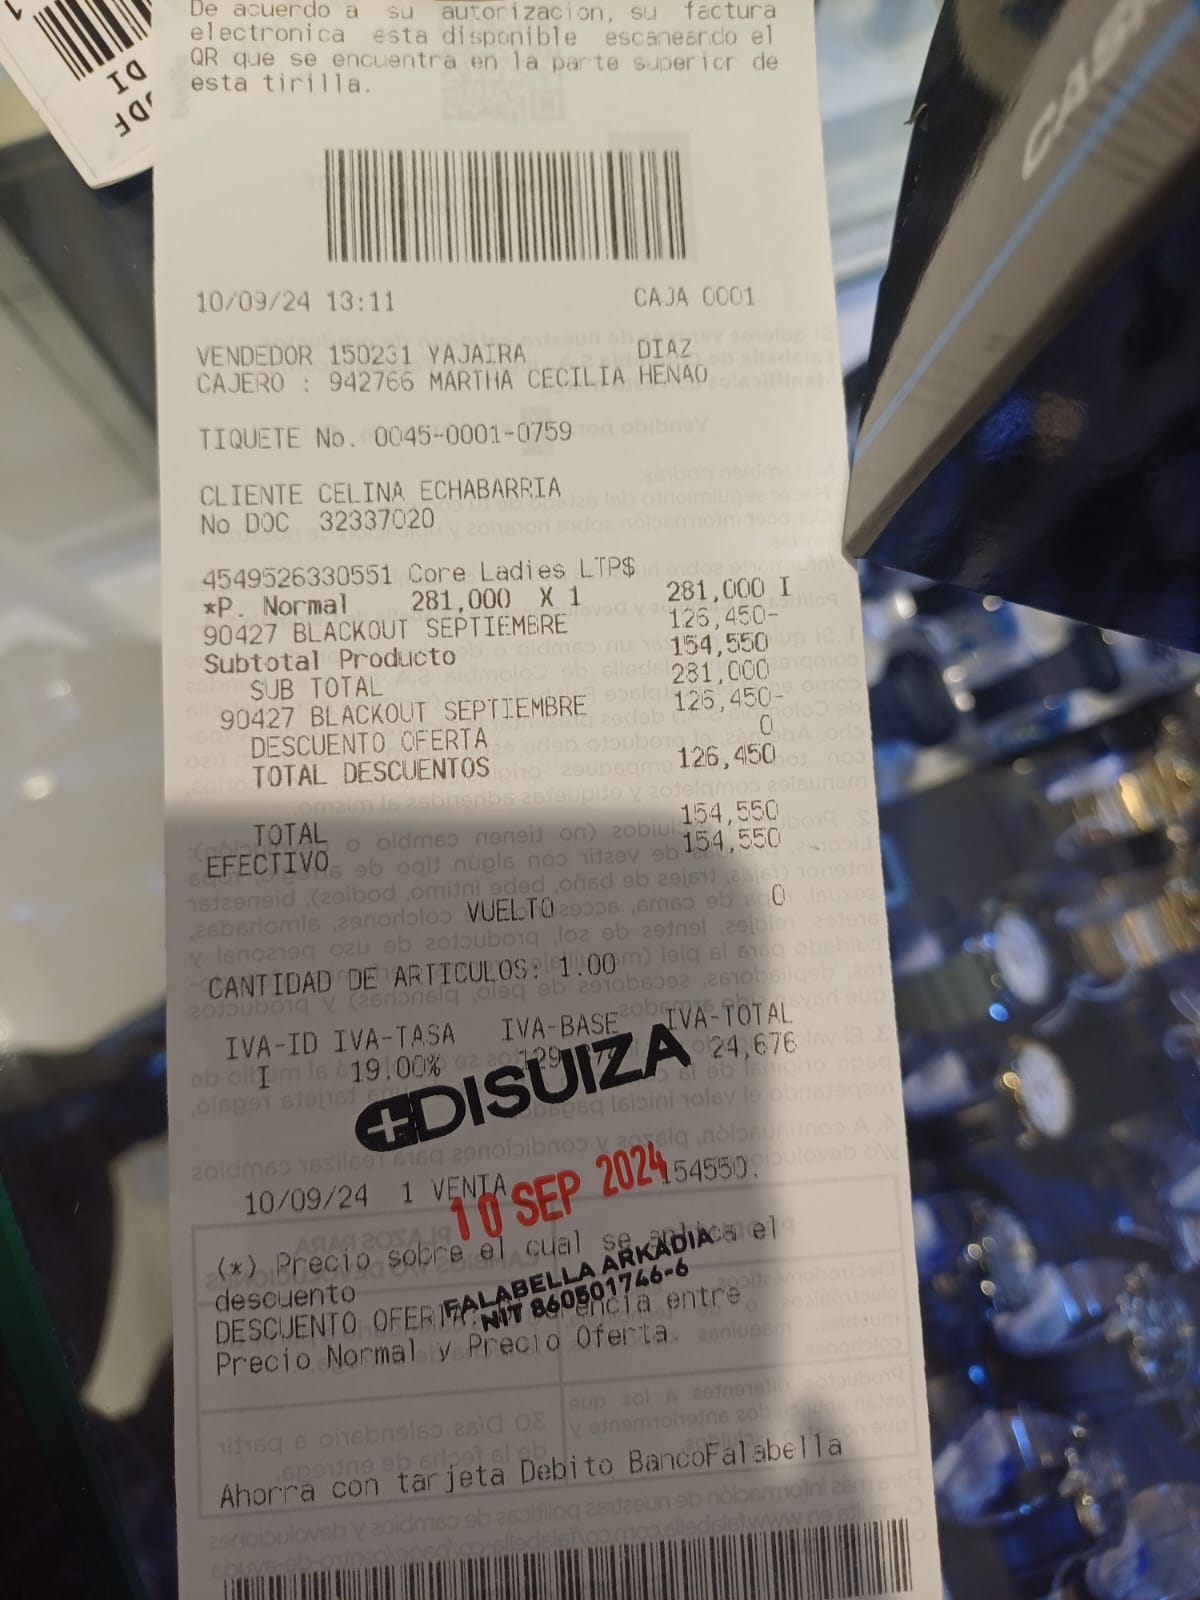 De acuerdo a su autorizacion, su factura
electronica esta disponible escaneando el
QR que se encuentra en la parte superior de
esta tirilla.
10/09/24 13:11 CAJA 0001
VENDEDOR 150231 YAJAIRA DIAZ
CAJERO : 942766 MARTHA CECILIA HENAO
TIQUETE No. 0045-0001-0759
CLIENTE CELINA ECHABARRIA
No DOC 32337020
4549526330551 Core Ladies LTP$
*P. Normal 281,000 X 1 281,000 I
90427 BLACKOUT SEPTIEMBRE 126,450-
Subtotal Producto 154,550
SUB TOTAL 281,000
90427 BLACKOUT SEPTIEMBRE 126,450-
DESCUENTO OFERTA 0
TOTAL DESCUENTOS 126,450
TOTAL 154,550
EFECTIVO 154,550
VUELTO 0
CANTIDAD DE ARTICULOS: 1.00
IVA-ID IVA-TASA IVA-BASE IVA-TOTAL
I 19.00% 24,676
DISUIZA
10/09/24 1 VENTA 154550.
10 SEP 2024
(*) Precio sobre el cual se aplica el
descuento
FALABELLA ARKADIA
NIT 860501746-6
DESCUENTO OFERTA: entre
Precio Normal y Precio Oferta.
Ahorra con tarjeta Debito BancoFalabella